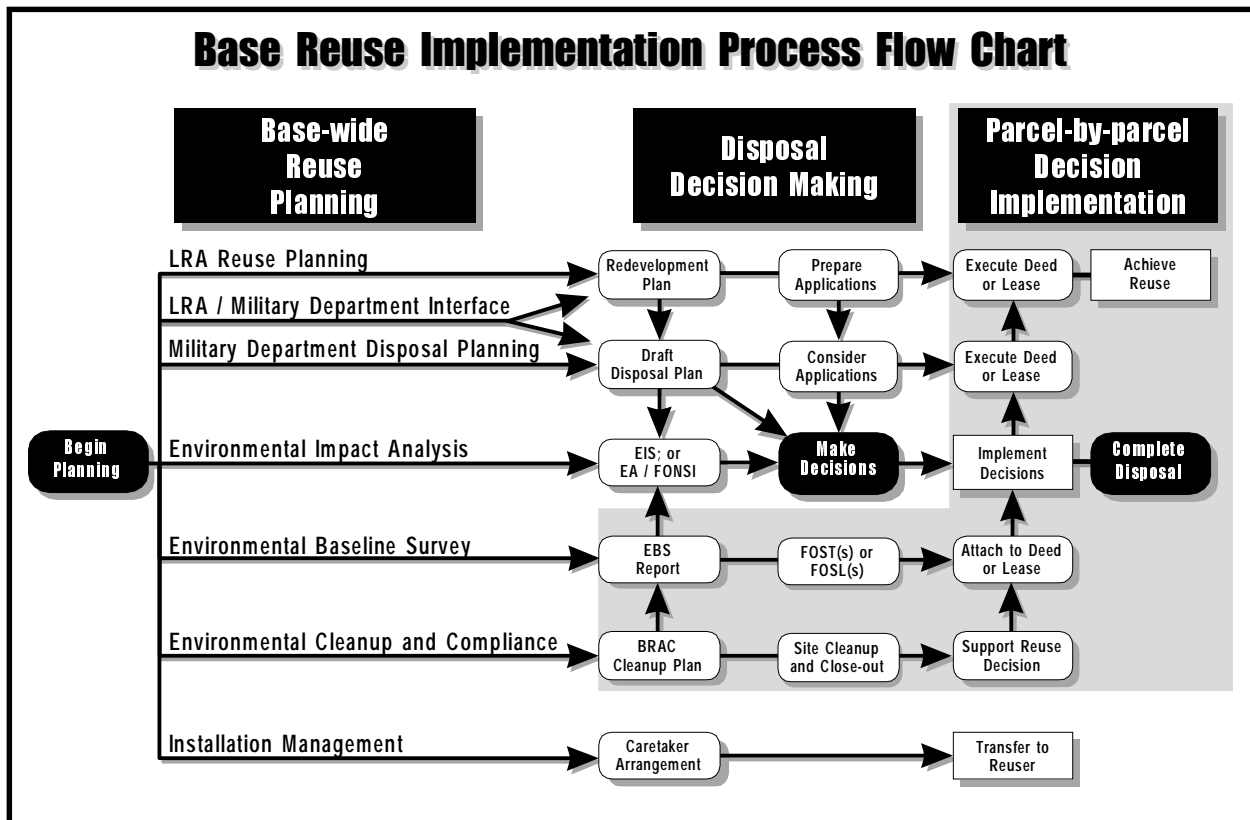 Base Reuse Implementation Process Flow Chart
Base-wide
Reuse
Planning
Disposal
Decision Making
Parcel-by-parcel
Decision
Implementation
LRA Reuse Planning
Redevelopment
Plan
Prepare
Applications
Execute Deed
or Lease
Achieve
Reuse
LRA / Military Department Interface
Military Department Disposal Planning
Draft
Disposal Plan
Consider
Applications
Execute Deed
or Lease
Begin
Planning
Environmental Impact Analysis
EIS; or
EA / FONSI
Make
Decisions
Implement
Decisions
Complete
Disposal
Environmental Baseline Survey
EBS
Report
FOST(s) or
FOSL(s)
Attach to Deed
or Lease
Environmental Cleanup and Compliance
BRAC
Cleanup Plan
Site Cleanup
and Close-out
Support Reuse
Decision
Installation Management
Caretaker
Arrangement
Transfer to
Reuser